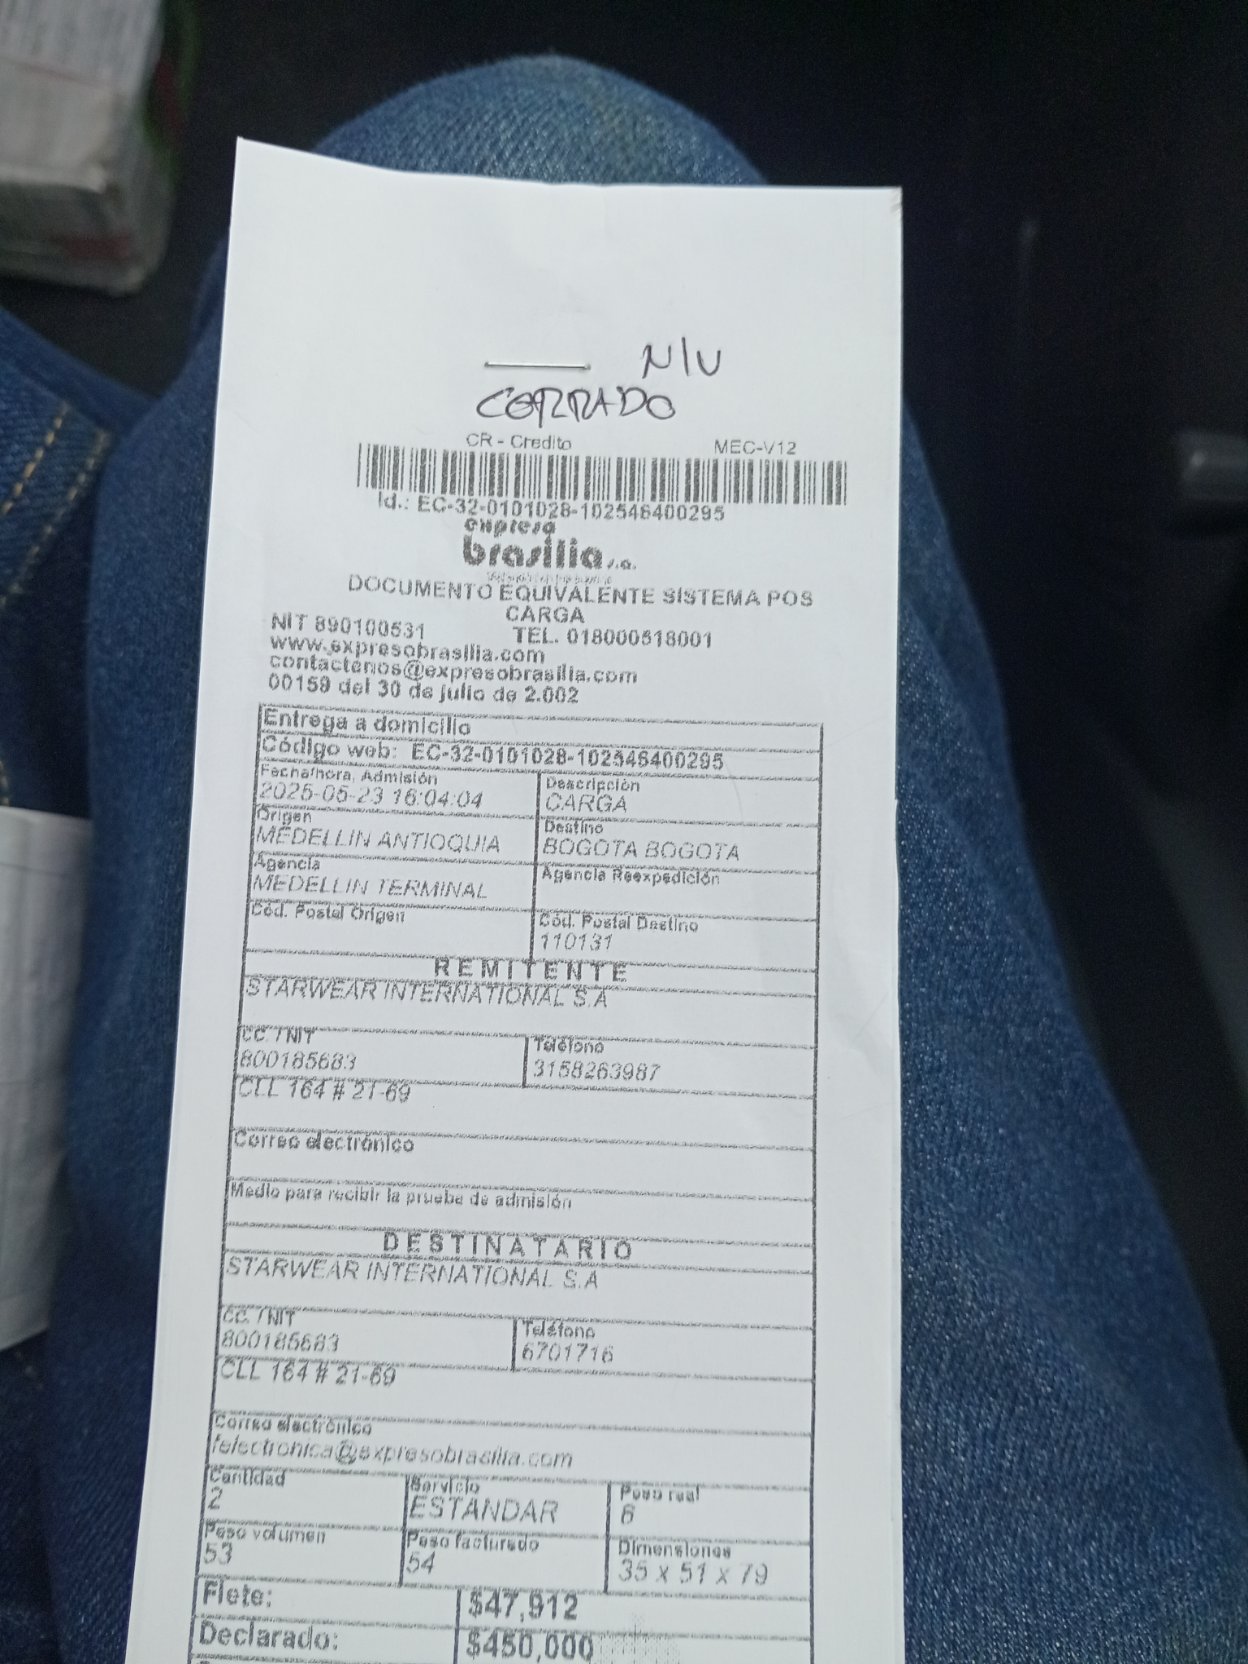 N/U
CERRADO
CR - Credito MEC-V12
Id.: EC-32-0101028-102546400295
expreso
brasilia s.a.
DOCUMENTO EQUIVALENTE SISTEMA POS
CARGA
NIT 890100531 TEL. 018000518001
www.expresobrasilia.com
contactenos@expresobrasilia.com
00159 del 30 de julio de 2.002
Entrega a domicilio
Código web: EC-32-0101028-102546400295
Fecha/hora, Admisión Descripción
2025-05-23 16:04:04 CARGA
Origen Destino
MEDELLIN ANTIOQUIA BOGOTA BOGOTA
Agencia Agencia Reexpedición
MEDELLIN TERMINAL
Cód. Postal Origen Cód. Postal Destino
110131
REMITENTE
STARWEAR INTERNATIONAL S.A
CC. / NIT Teléfono
800185683 3158263987
CLL 164 # 21-69
Correo electrónico
Medio para recibir la prueba de admisión
DESTINATARIO
STARWEAR INTERNATIONAL S.A
CC. / NIT Teléfono
800185683 6701716
CLL 164 # 21-69
Correo electrónico
felectronica@expresobrasilia.com
Cantidad Servicio Peso real
2 ESTANDAR 6
Peso volumen Peso facturado Dimensiones
53 54 35 x 51 x 79
Flete: $47,912
Declarado: $450,000